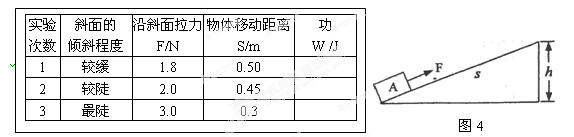 实验次数 斜面的倾斜程度 沿斜面拉力F/N 物体移动距离S/m 功W /J
1 较缓 1.8 0.50
2 较陡 2.0 0.45
3 最陡 3.0 0.3
A F s h
图 4